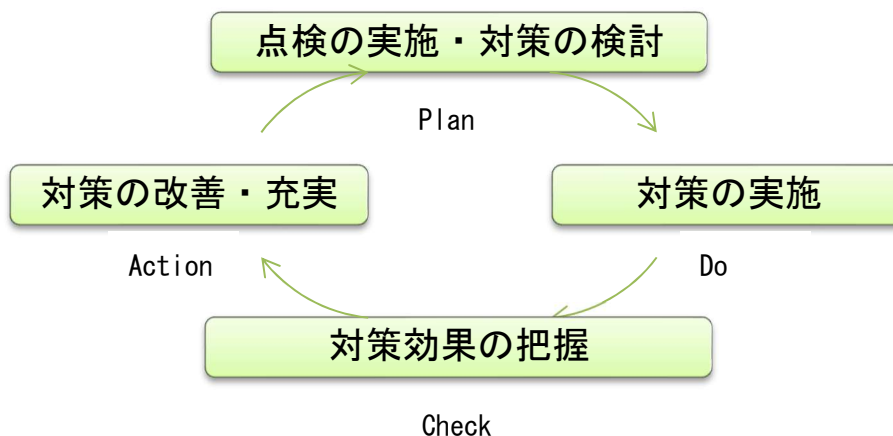 点検の実施・対策の検討
Plan
対策の改善・充実
対策の実施
Action
Do
対策効果の把握
Check